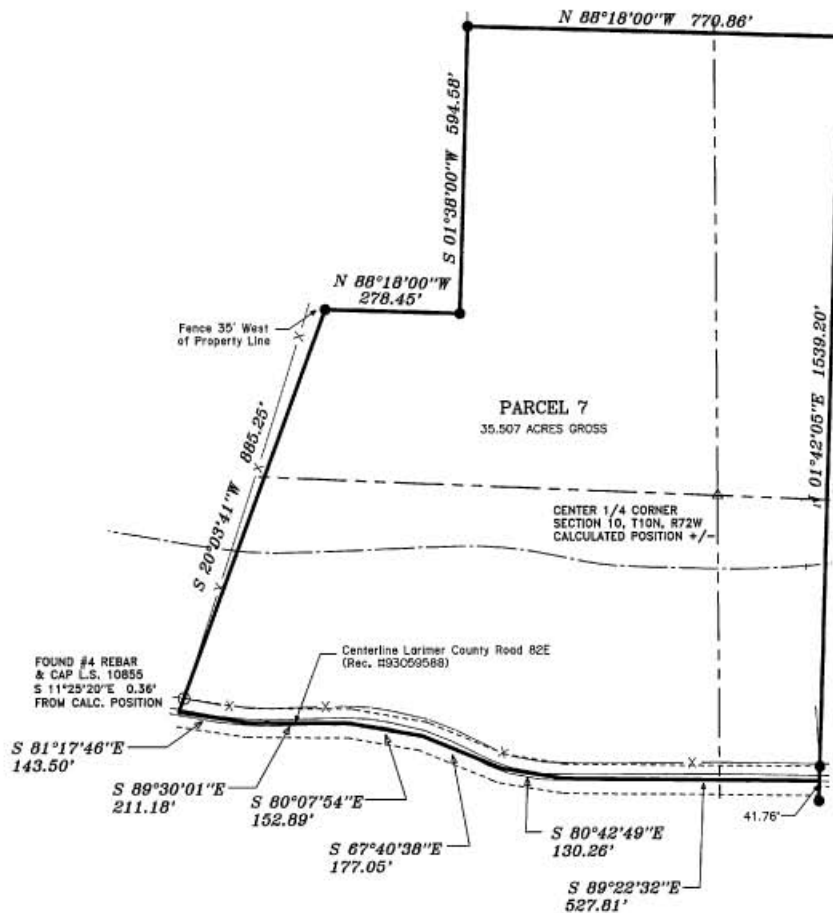 N 88°18'00"W 770.86'
S 01°38'00"W 594.58'
N 88°18'00"W
278.45'
Fence 35' West
of Property Line
S 20°03'41"W 885.25'
N 01°42'05"E 1539.20'
PARCEL 7
35.507 ACRES GROSS
CENTER 1/4 CORNER
SECTION 10, T10N, R72W
CALCULATED POSITION +/-
FOUND #4 REBAR
& CAP L.S. 10855
S 11°25'20"E 0.36'
FROM CALC. POSITION
Centerline Larimer County Road 82E
(Rec. #93059588)
S 81°17'46"E
143.50'
S 89°30'01"E
211.18'
S 80°07'54"E
152.89'
S 67°40'38"E
177.05'
S 80°42'49"E
130.26'
41.76'
S 89°22'32"E
527.81'